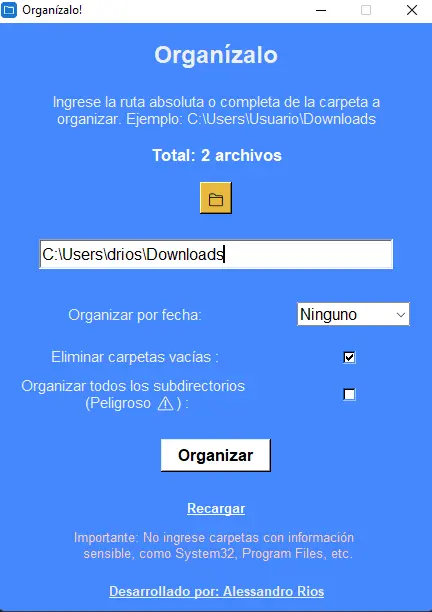 Organízalo!
Organízalo
Ingrese la ruta absoluta o completa de la carpeta a
organizar. Ejemplo: C:\Users\Usuario\Downloads
Total: 2 archivos
C:\Users\drios\Downloads
Organizar por fecha:
Ninguno
Eliminar carpetas vacías :
Organizar todos los subdirectorios
(Peligroso ⚠) :
Organizar
Recargar
Importante: No ingrese carpetas con información
sensible, como System32, Program Files, etc.
Desarrollado por: Alessandro Rios